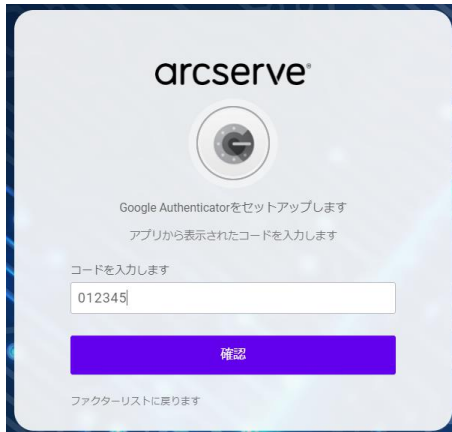 arcserve®
Google Authenticatorをセットアップします
アプリから表示されたコードを入力します
コードを入力します
012345
確認
ファクターリストに戻ります